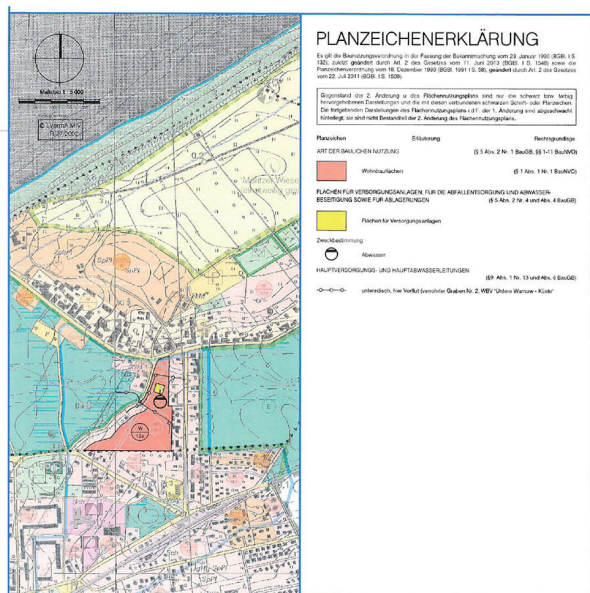 Maßstab 1 : 5 000
© LVermA M-V
PLANZEICHENERKLÄRUNG
Es gilt die Baunutzungsverordnung in der Fassung der Bekanntmachung vom 23. Januar 1990 (BGBl. I S.
132), zuletzt geändert durch Art. 2 des Gesetzes vom 11. Juni 2013 (BGBl. I S. 1548) sowie die
Planzeichenverordnung vom 18. Dezember 1990 (BGBl. 1991 I S. 58), geändert durch Art. 2 des Gesetzes
vom 22. Juli 2011 (BGBl. I S. 1509).
Gegenstand der 2. Änderung des Flächennutzungsplans sind nur die schwarz bzw. farbig
hervorgehobenen Darstellungen und die mit diesen verbundenen schwarzen Schrift- oder Planzeichen.
Die fortgeltenden Darstellungen des Flächennutzungsplans i.d.F. der 1. Änderung sind abgeschwächt
hinterlegt; sie sind nicht Bestandteil der 2. Änderung des Flächennutzungsplans.
Planzeichen Erläuterung Rechtsgrundlage
ART DER BAULICHEN NUTZUNG (§ 5 Abs. 2 Nr. 1 BauGB, §§ 1-11 BauNVO)
Wohnbauflächen (§ 1 Abs. 1 Nr. 1 BauNVO)
FLÄCHEN FÜR VERSORGUNGSANLAGEN, FÜR DIE ABFALLENTSORGUNG UND ABWASSER-
BESEITIGUNG SOWIE FÜR ABLAGERUNGEN (§ 5 Abs. 2 Nr. 4 und Abs. 4 BauGB)
Flächen für Versorgungsanlagen
Zweckbestimmung:
Abwasser
HAUPTVERSORGUNGS- UND HAUPTABWASSERLEITUNGEN (§9 Abs. 1 Nr. 13 und Abs. 6 BauGB)
unterirdisch, hier Vorflut (verrohrter Graben Nr. 2, WBV "Untere Warnow - Küste"
0.2
W
12a